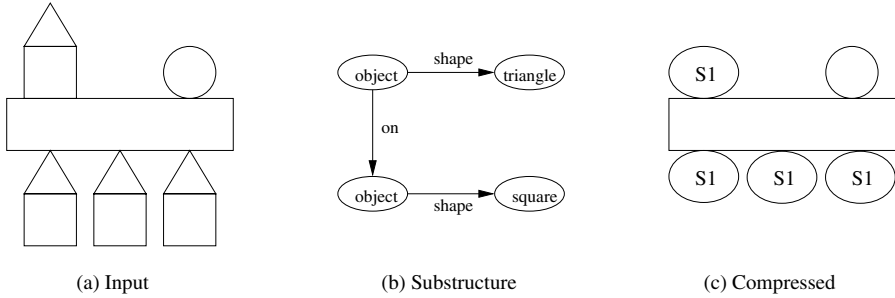 shape
object
triangle
on
object
shape
square
S1
S1
S1
S1
(a) Input
(b) Substructure
(c) Compressed